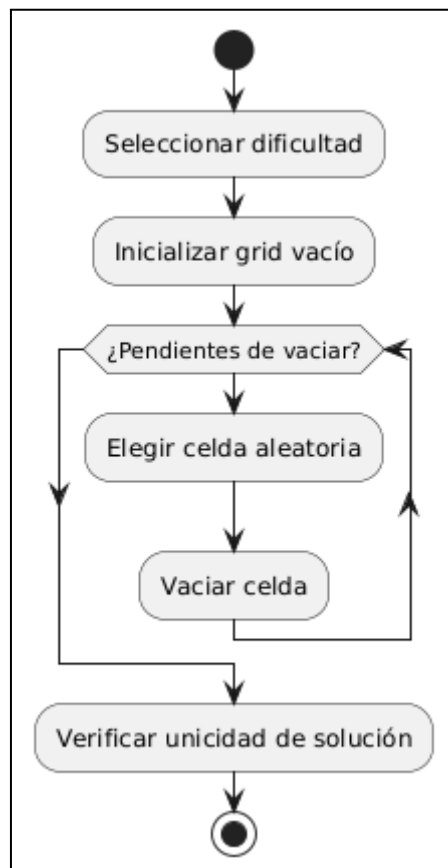 Seleccionar dificultad
Inicializar grid vacío
¿Pendientes de vaciar?
Elegir celda aleatoria
Vaciar celda
Verificar unicidad de solución